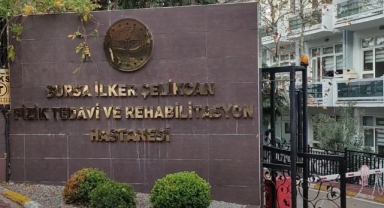 BURSA İLKER ÇELİKCAN
FİZİK TEDAVİ VE REHABİLİTASYON
HASTANESİ